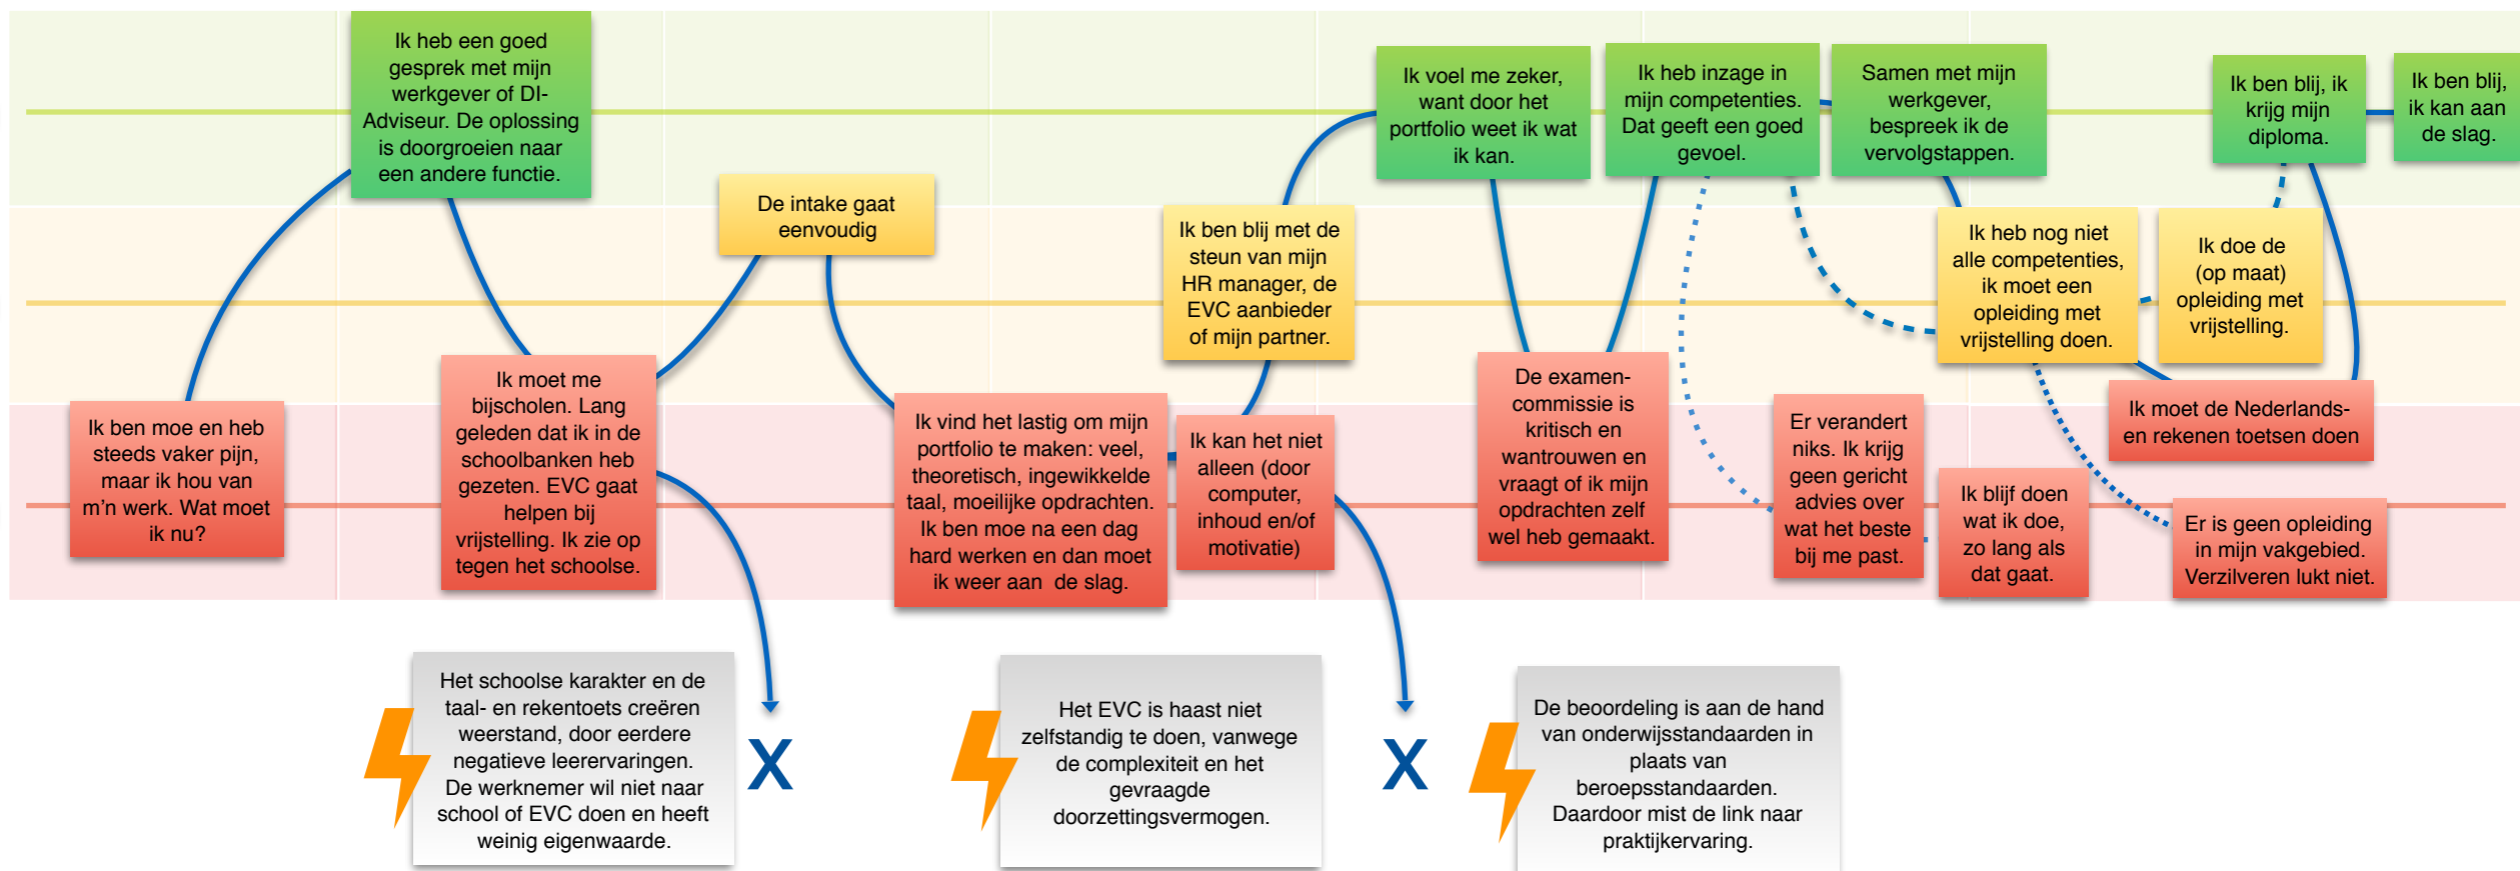 Ik heb een goed
gesprek met mijn
werkgever of DI-
Adviseur. De oplossing
is doorgroeien naar
een andere functie.
Ik voel me zeker,
want door het
portfolio weet ik wat
ik kan.
Ik heb inzage in
mijn competenties.
Dat geeft een goed
gevoel.
Samen met mijn
werkgever,
bespreek ik de
vervolgstappen.
Ik ben blij, ik
krijg mijn
diploma.
Ik ben blij,
ik kan aan
de slag.
De intake gaat
eenvoudig
Ik ben blij met de
steun van mijn
HR manager, de
EVC aanbieder
of mijn partner.
Ik heb nog niet
alle competenties,
ik moet een
opleiding met
vrijstelling doen.
Ik doe de
(op maat)
opleiding met
vrijstelling.
Ik ben moe en heb
steeds vaker pijn,
maar ik hou van
m'n werk. Wat moet
ik nu?
Ik moet me
bijscholen. Lang
geleden dat ik in de
schoolbanken heb
gezeten. EVC gaat
helpen bij
vrijstelling. Ik zie op
tegen het schoolse.
Ik vind het lastig om mijn
portfolio te maken: veel,
theoretisch, ingewikkelde
taal, moeilijke opdrachten.
Ik ben moe na een dag
hard werken en dan moet
ik weer aan de slag.
Ik kan het niet
alleen (door
computer,
inhoud en/of
motivatie)
De examen-
commissie is
kritisch en
wantrouwen en
vraagt of ik mijn
opdrachten zelf
wel heb gemaakt.
Er verandert
niks. Ik krijg
geen gericht
advies over
wat het beste
bij me past.
Ik blijf doen
wat ik doe,
zo lang als
dat gaat.
Ik moet de Nederlands-
en rekenen toetsen doen
Er is geen opleiding
in mijn vakgebied.
Verzilveren lukt niet.
Het schoolse karakter en de
taal- en rekentoets creëren
weerstand, door eerdere
negatieve leerervaringen.
De werknemer wil niet naar
school of EVC doen en heeft
weinig eigenwaarde.
X
Het EVC is haast niet
zelfstandig te doen, vanwege
de complexiteit en het
gevraagde
doorzettingsvermogen.
X
De beoordeling is aan de hand
van onderwijsstandaarden in
plaats van
beroepsstandaarden.
Daardoor mist de link naar
praktijkervaring.